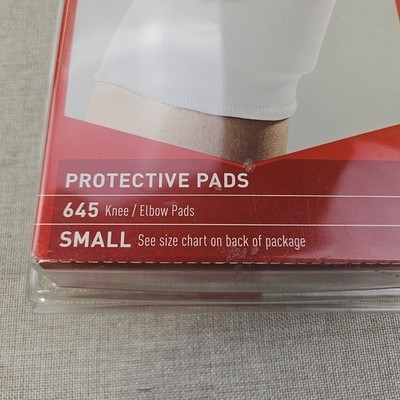 PROTECTIVE PADS
645 Knee / Elbow Pads
SMALL See size chart on back of package